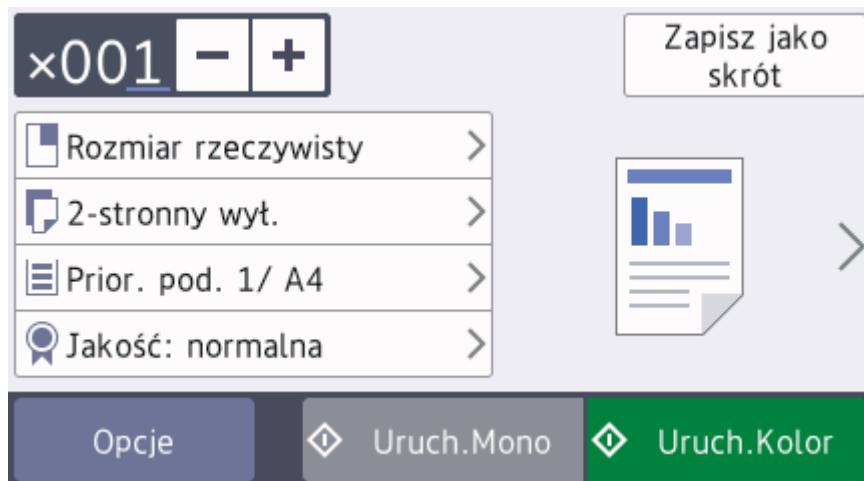 ×001 - +
Zapisz jako
skrót
Rozmiar rzeczywisty
2-stronny wył.
Prior. pod. 1/ A4
Jakość: normalna
Opcje
Uruch.Mono
Uruch.Kolor